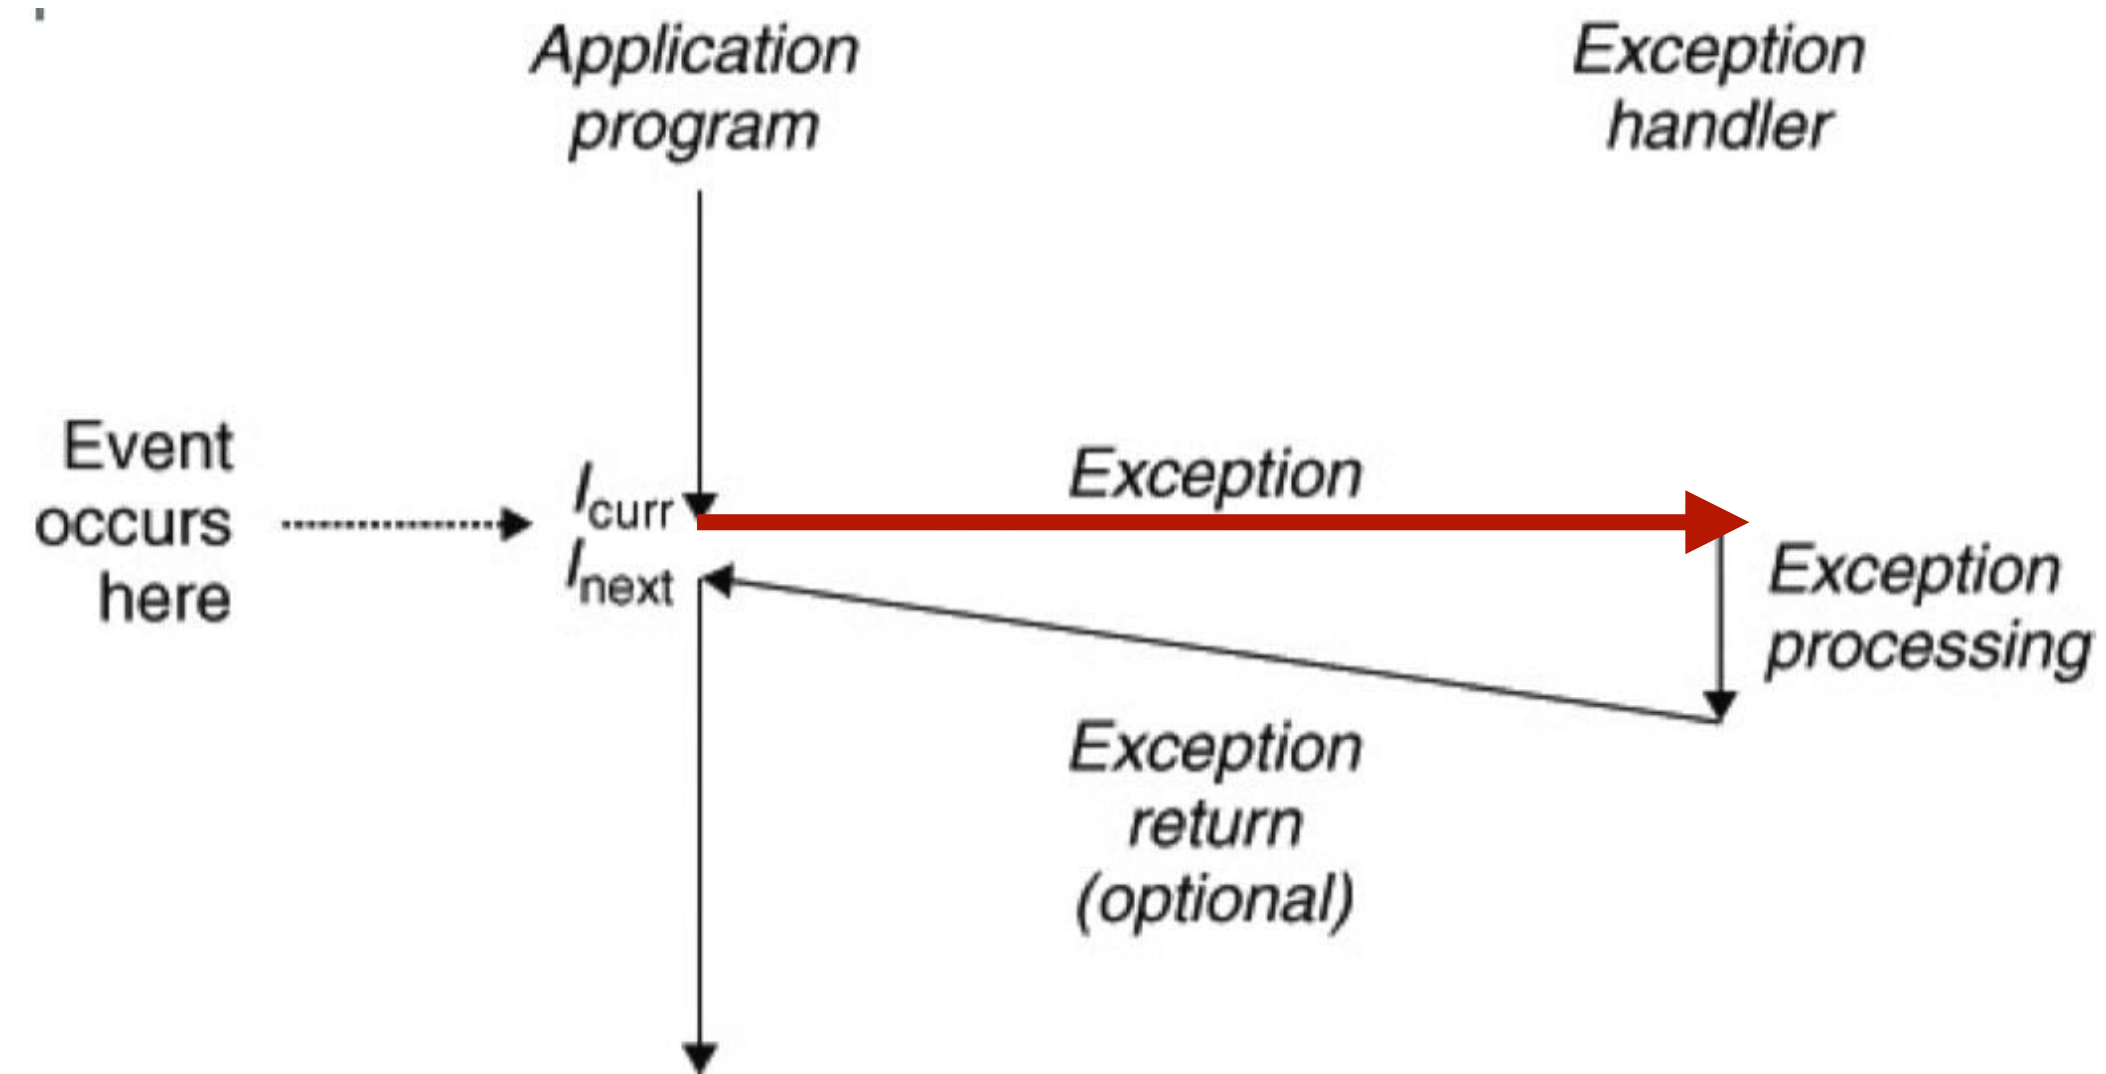 Application
program
Exception
handler
Event
occurs
here
Icurr
Inext
Exception
Exception
processing
Exception
return
(optional)